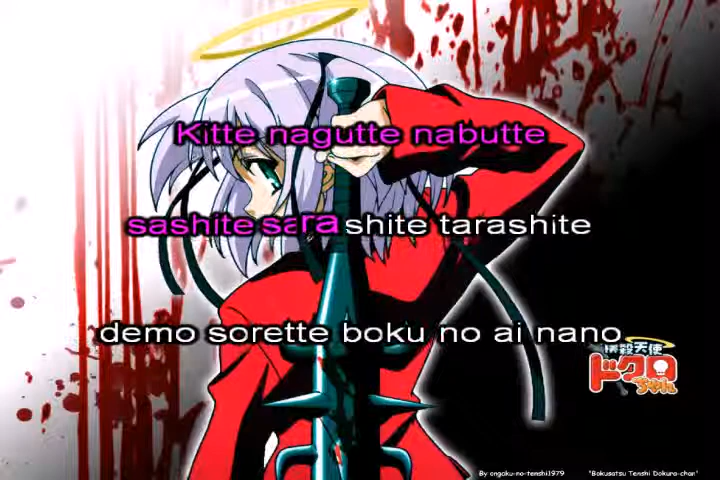 Kitte nagutte nabutte
sashite sarashite tarashite
demo sorette boku no ai nano
撲殺天使
ドクロ
ちゃん
By ongaku-no-tenshi1979
"Bokusatsu Tenshi Dokura-chan"